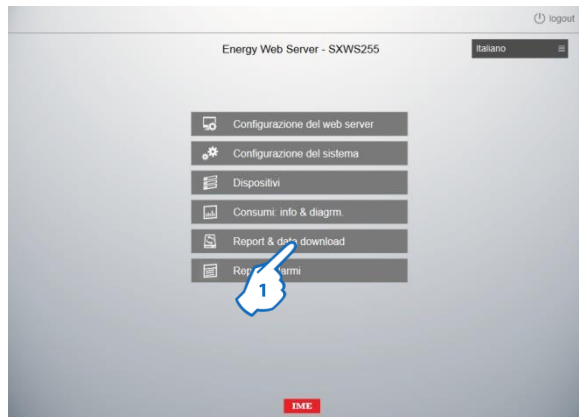 logout
Energy Web Server - SXWS255
Italiano
Configurazione del web server
Configurazione del sistema
Dispositivi
Consumi: info & diagrm.
Report & data download
1
IME